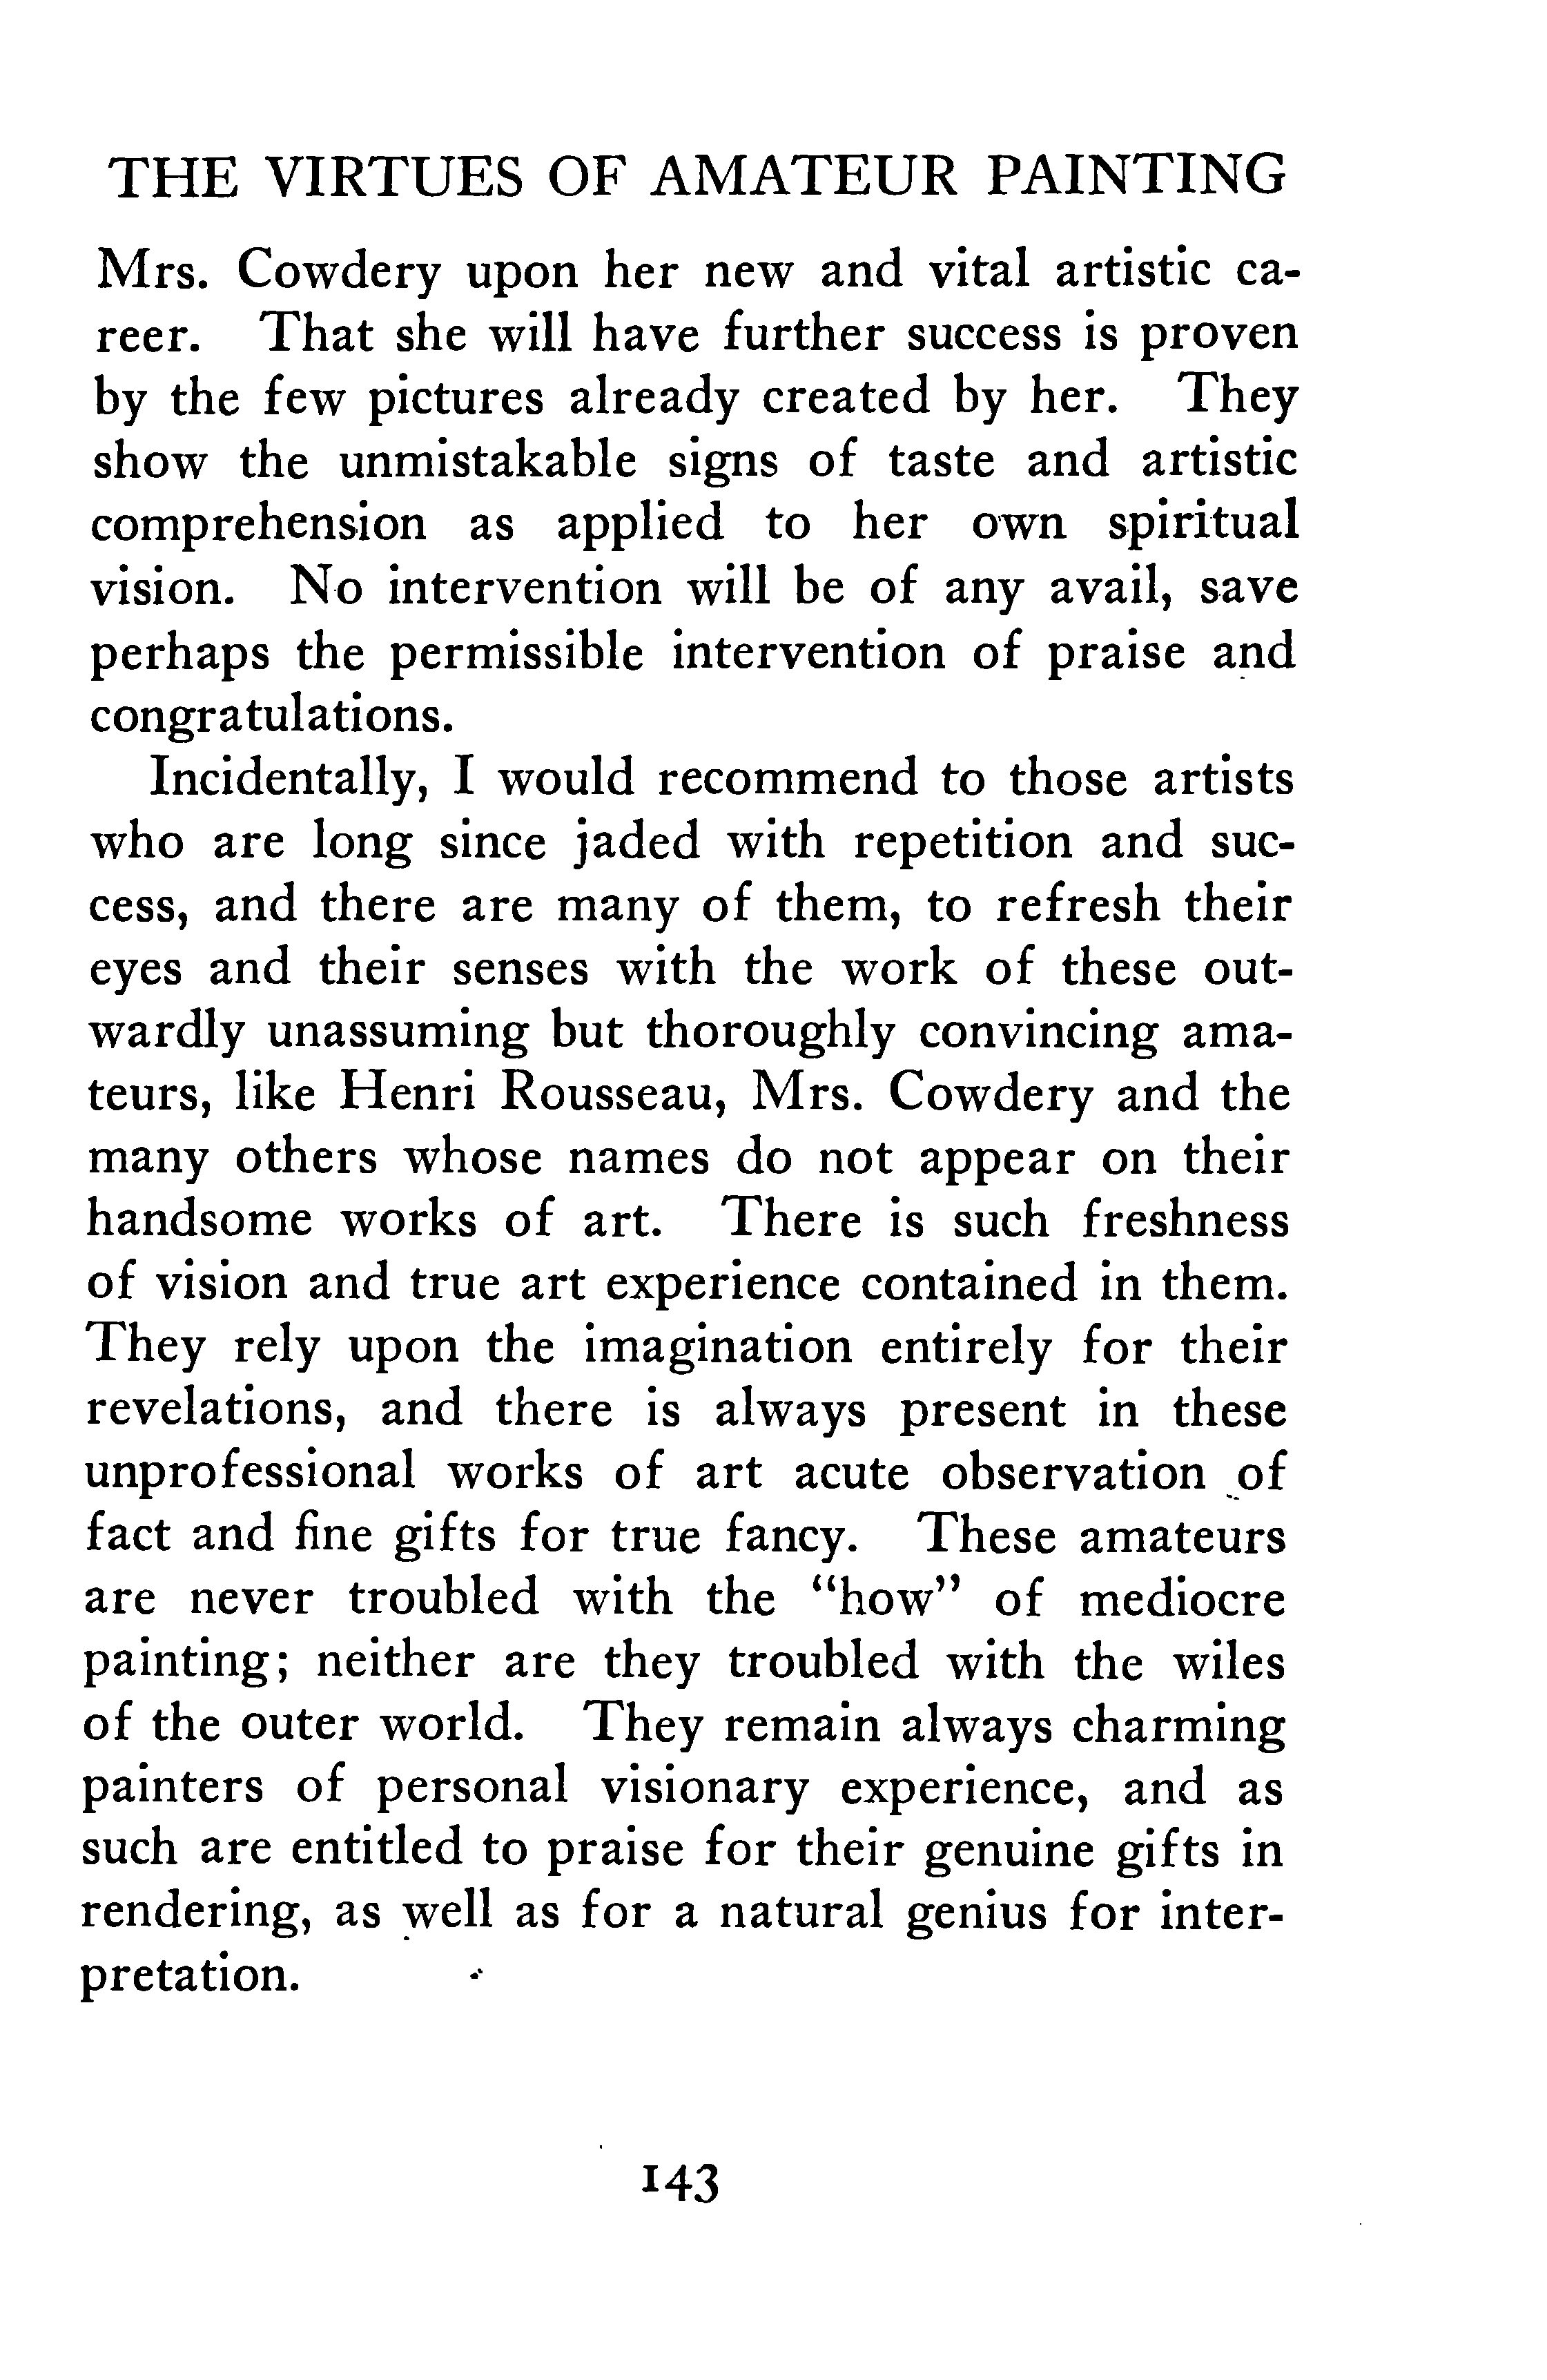 THE VIRTUES OF AMATEUR PAINTING
Mrs. Cowdery upon her new and vital artistic ca-
reer. That she will have further success is proven
by the few pictures already created by her. They
show the unmistakable signs of taste and artistic
comprehension as applied to her own spiritual
vision. No intervention will be of any avail, save
perhaps the permissible intervention of praise and
congratulations.
Incidentally, I would recommend to those artists
who are long since jaded with repetition and suc-
cess, and there are many of them, to refresh their
eyes and their senses with the work of these out-
wardly unassuming but thoroughly convincing ama-
teurs, like Henri Rousseau, Mrs. Cowdery and the
many others whose names do not appear on their
handsome works of art. There is such freshness
of vision and true art experience contained in them.
They rely upon the imagination entirely for their
revelations, and there is always present in these
unprofessional works of art acute observation of
fact and fine gifts for true fancy. These amateurs
are never troubled with the "how" of mediocre
painting; neither are they troubled with the wiles
of the outer world. They remain always charming
painters of personal visionary experience, and as
such are entitled to praise for their genuine gifts in
rendering, as well as for a natural genius for inter-
pretation.
143